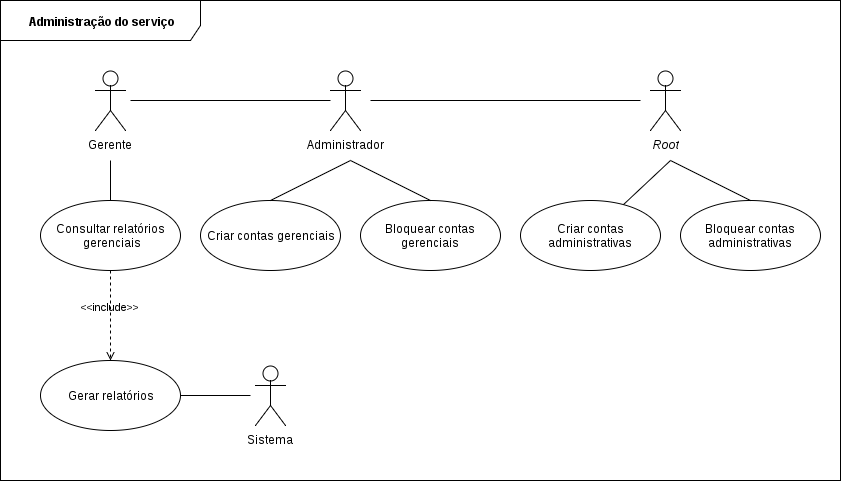 Administração do serviço
Gerente
Administrador
Root
Consultar relatórios
gerenciais
Criar contas gerenciais
Bloquear contas
gerenciais
Criar contas
administrativas
Bloquear contas
administrativas
<<include>>
Gerar relatórios
Sistema